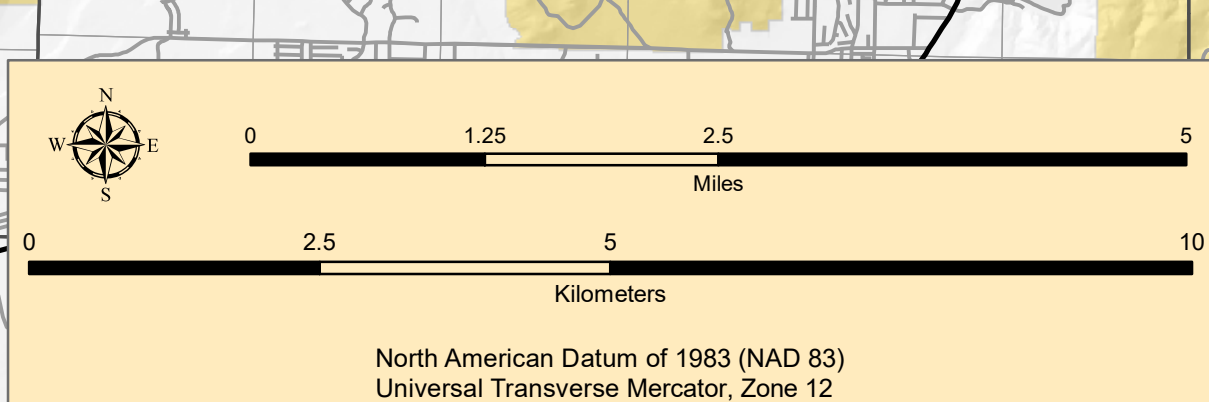 N
W E
S
0 1.25 2.5 5
Miles
0 2.5 5 10
Kilometers
North American Datum of 1983 (NAD 83)
Universal Transverse Mercator, Zone 12